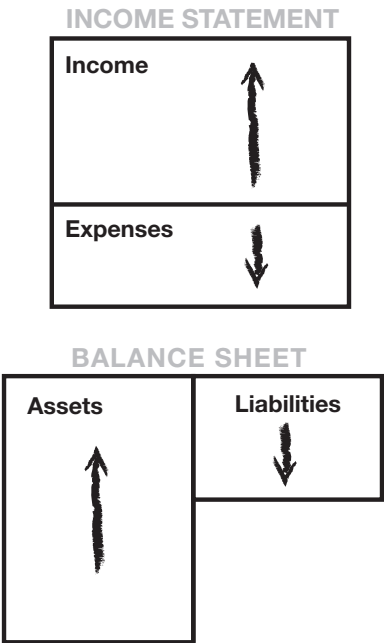 INCOME STATEMENT
Income
Expenses
BALANCE SHEET
Assets
Liabilities